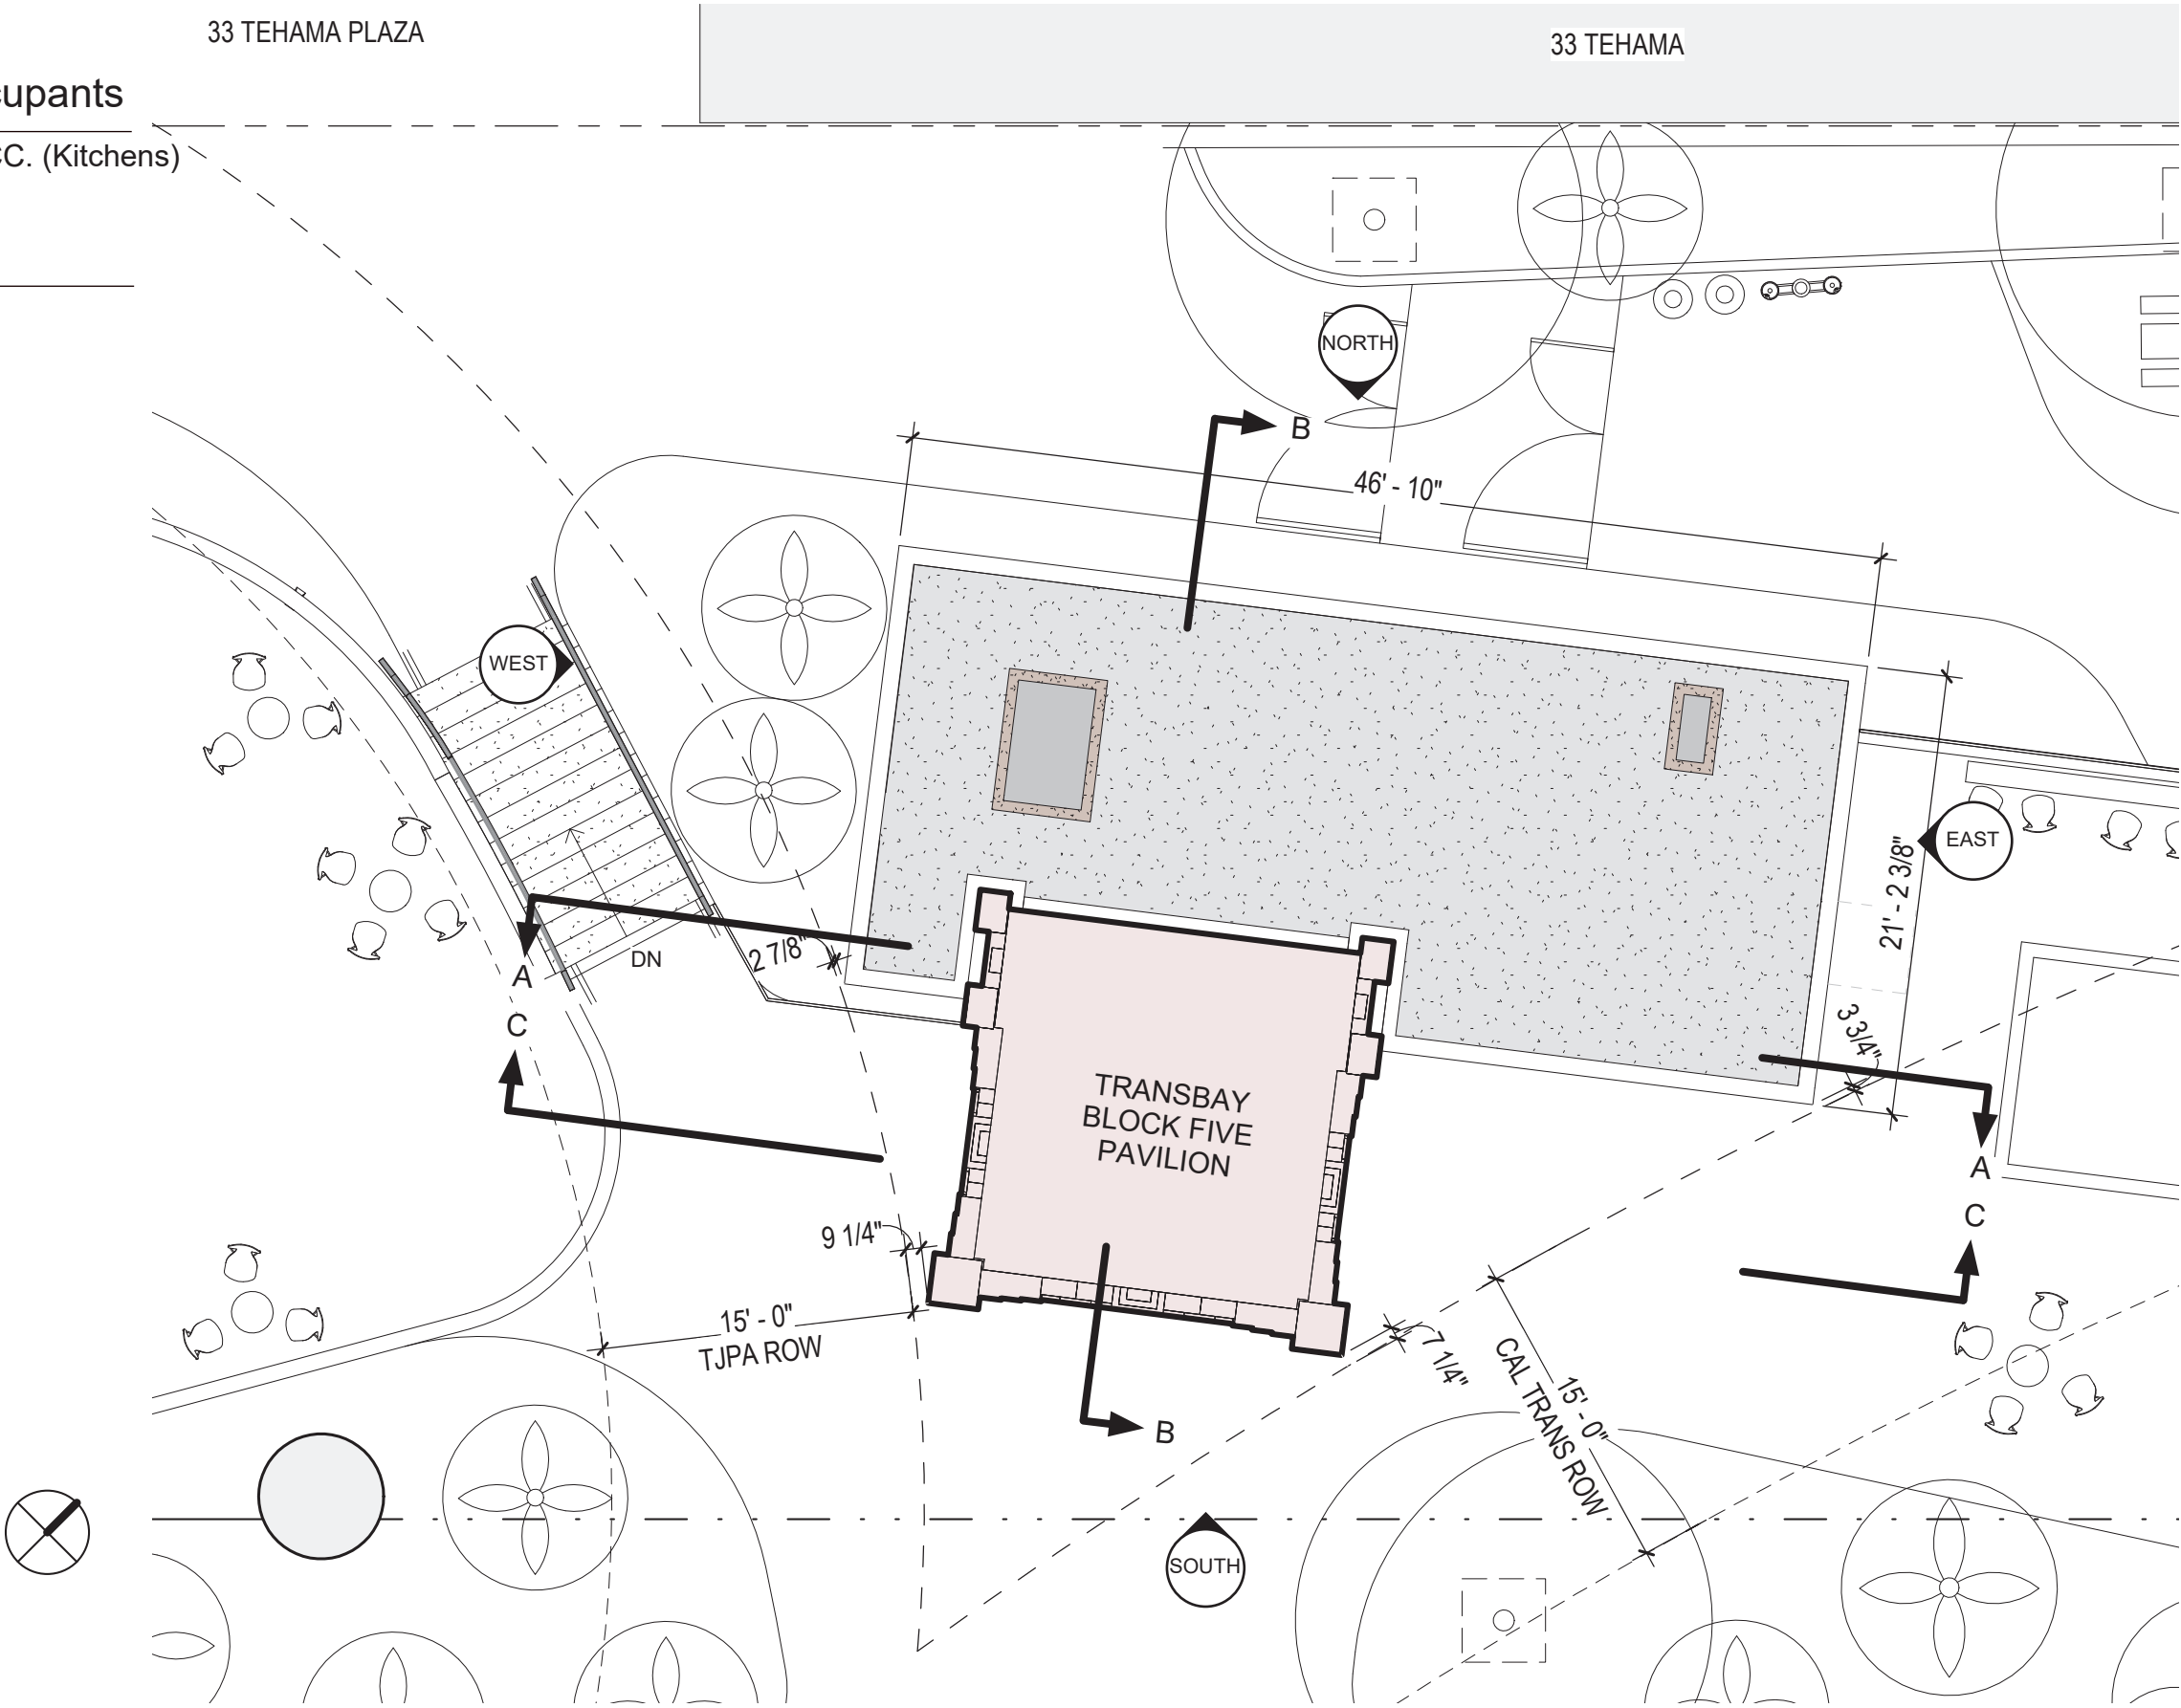 33 TEHAMA PLAZA
33 TEHAMA
cupants
CC. (Kitchens)
NORTH
B
46' - 10"
WEST
EAST
21' - 2 3/8"
2 7/8"
DN
A
C
3 3/4"
TRANSBAY
BLOCK FIVE
PAVILION
A
C
9 1/4"
15' - 0"
TJPA ROW
7 1/4"
15' - 0"
CAL TRANS ROW
B
SOUTH